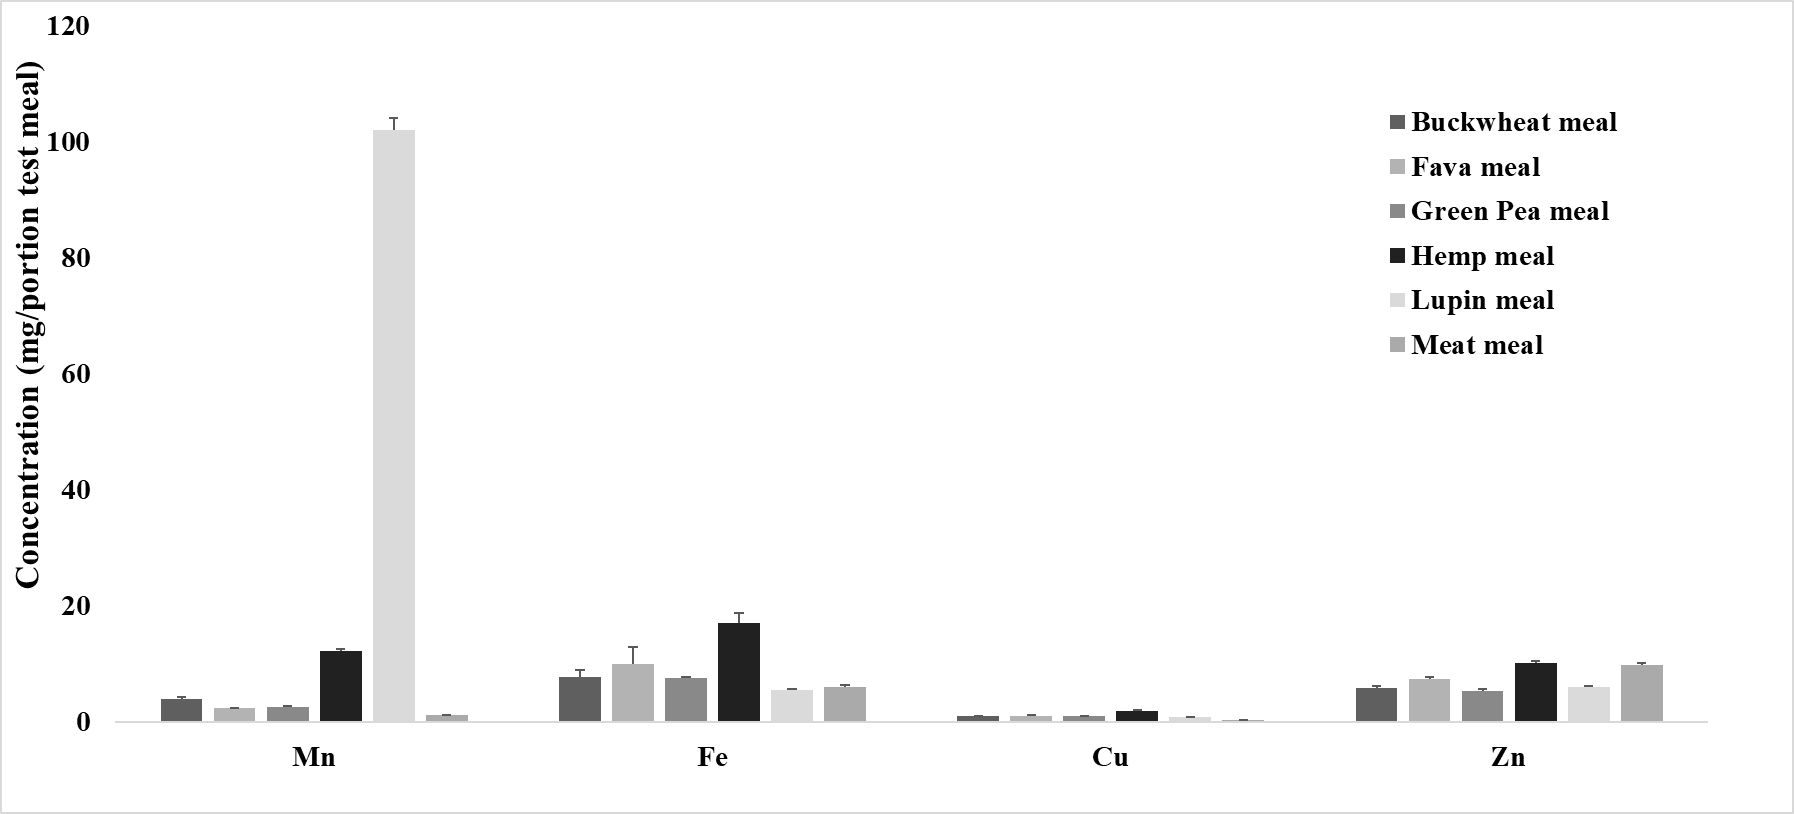 Concentration (mg/portion test meal)
120
100
80
60
40
20
0
Mn
Fe
Cu
Zn
Buckwheat meal
Fava meal
Green Pea meal
Hemp meal
Lupin meal
Meat meal